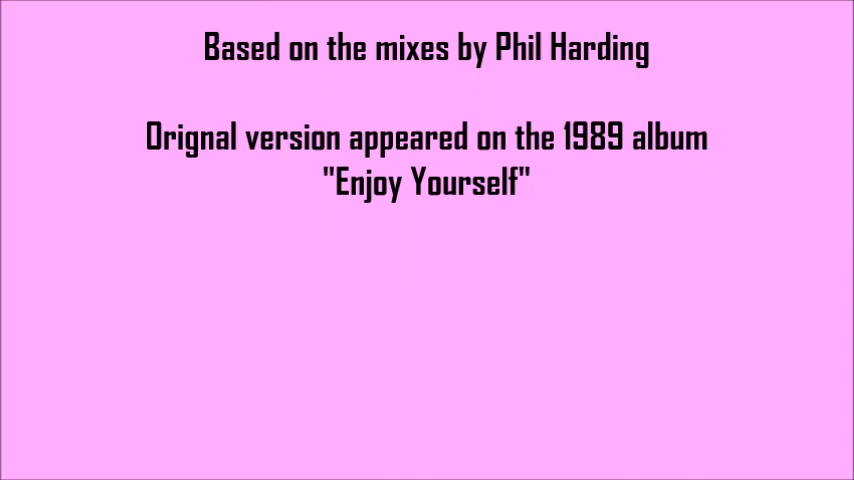 Based on the mixes by Phil Harding
Orignal version appeared on the 1989 album
"Enjoy Yourself"